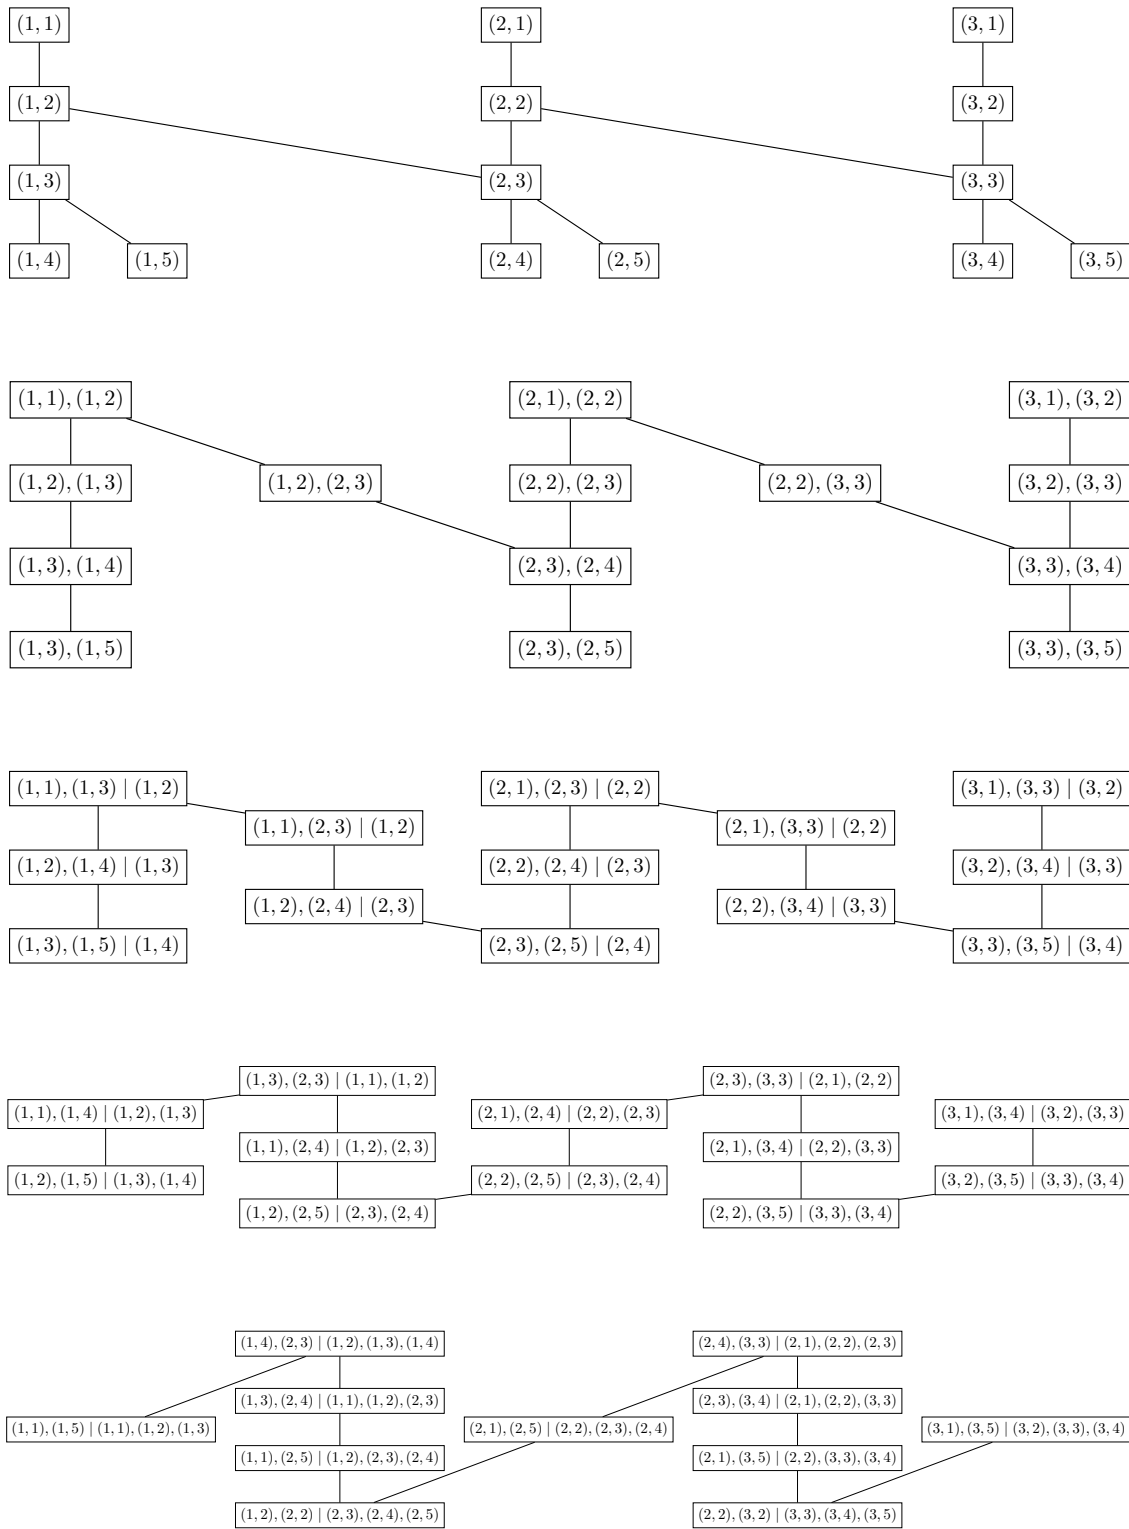 (1, 1) (2, 1) (3, 1)
(1, 2) (2, 2) (3, 2)
(1, 3) (2, 3) (3, 3)
(1, 4) (1, 5) (2, 4) (2, 5) (3, 4) (3, 5)
(1, 1), (1, 2) (2, 1), (2, 2) (3, 1), (3, 2)
(1, 2), (1, 3) (1, 2), (2, 3) (2, 2), (2, 3) (2, 2), (3, 3) (3, 2), (3, 3)
(1, 3), (1, 4) (2, 3), (2, 4) (3, 3), (3, 4)
(1, 3), (1, 5) (2, 3), (2, 5) (3, 3), (3, 5)
(1, 1), (1, 3) | (1, 2) (2, 1), (2, 3) | (2, 2) (3, 1), (3, 3) | (3, 2)
(1, 1), (2, 3) | (1, 2) (2, 1), (3, 3) | (2, 2)
(1, 2), (1, 4) | (1, 3) (2, 2), (2, 4) | (2, 3) (3, 2), (3, 4) | (3, 3)
(1, 2), (2, 4) | (2, 3) (2, 2), (3, 4) | (3, 3)
(1, 3), (1, 5) | (1, 4) (2, 3), (2, 5) | (2, 4) (3, 3), (3, 5) | (3, 4)
(1, 3), (2, 3) | (1, 1), (1, 2) (2, 3), (3, 3) | (2, 1), (2, 2)
(1, 1), (1, 4) | (1, 2), (1, 3) (2, 1), (2, 4) | (2, 2), (2, 3) (3, 1), (3, 4) | (3, 2), (3, 3)
(1, 1), (2, 4) | (1, 2), (2, 3) (2, 1), (3, 4) | (2, 2), (3, 3)
(1, 2), (1, 5) | (1, 3), (1, 4) (2, 2), (2, 5) | (2, 3), (2, 4) (3, 2), (3, 5) | (3, 3), (3, 4)
(1, 2), (2, 5) | (2, 3), (2, 4) (2, 2), (3, 5) | (3, 3), (3, 4)
(1, 4), (2, 3) | (1, 2), (1, 3), (1, 4) (2, 4), (3, 3) | (2, 1), (2, 2), (2, 3)
(1, 3), (2, 4) | (1, 1), (1, 2), (2, 3) (2, 3), (3, 4) | (2, 1), (2, 2), (3, 3)
(1, 1), (1, 5) | (1, 1), (1, 2), (1, 3) (2, 1), (2, 5) | (2, 2), (2, 3), (2, 4) (3, 1), (3, 5) | (3, 2), (3, 3), (3, 4)
(1, 1), (2, 5) | (1, 2), (2, 3), (2, 4) (2, 1), (3, 5) | (2, 2), (3, 3), (3, 4)
(1, 2), (2, 2) | (2, 3), (2, 4), (2, 5) (2, 2), (3, 2) | (3, 3), (3, 4), (3, 5)